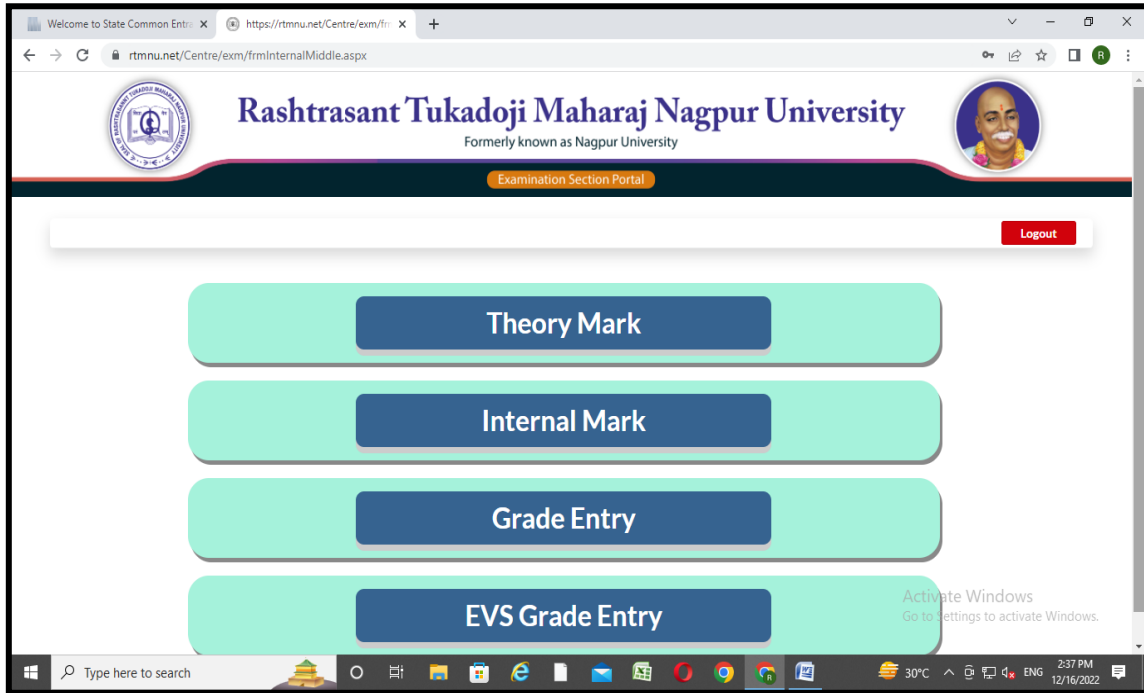 Welcome to State Common Entra
https://rtmnu.net/Centre/exm/frr
rtmnu.net/Centre/exm/frmInternalMiddle.aspx
R
Rashtrasant Tukadoji Maharaj Nagpur University
Formerly known as Nagpur University
Examination Section Portal
Logout
Theory Mark
Internal Mark
Grade Entry
EVS Grade Entry
Activate Windows
Go to Settings to activate Windows.
Type here to search
30°C
ENG
2:37 PM
12/16/2022